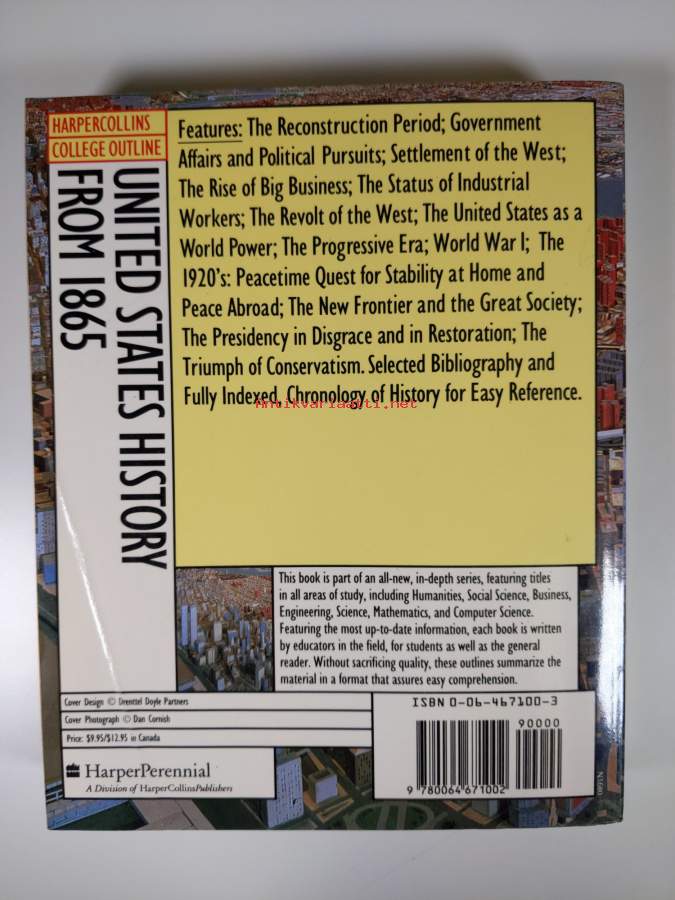 HARPERCOLLINS
COLLEGE OUTLINE
UNITED STATES HISTORY
FROM 1865
Features: The Reconstruction Period; Government
Affairs and Political Pursuits; Settlement of the West;
The Rise of Big Business; The Status of Industrial
Workers; The Revolt of the West; The United States as a
World Power; The Progressive Era; World War I; The
1920's: Peacetime Quest for Stability at Home and
Peace Abroad; The New Frontier and the Great Society;
The Presidency in Disgrace and in Restoration; The
Triumph of Conservatism. Selected Bibliography and
Fully Indexed, Chronology of History for Easy Reference.
Antikvariaatti.net
This book is part of an all-new, in-depth series, featuring titles
in all areas of study, including Humanities, Social Science, Business,
Engineering, Science, Mathematics, and Computer Science.
Featuring the most up-to-date information, each book is written
by educators in the field, for students as well as the general
reader. Without sacrificing quality, these outlines summarize the
material in a format that assures easy comprehension.
Cover Design © Drenttel Doyle Partners
Cover Photograph © Dan Cornish
Price: $9.95/$12.95 in Canada
HarperPerennial
A Division of HarperCollinsPublishers
ISBN 0-06-467100-3
90000
9 780064 671002